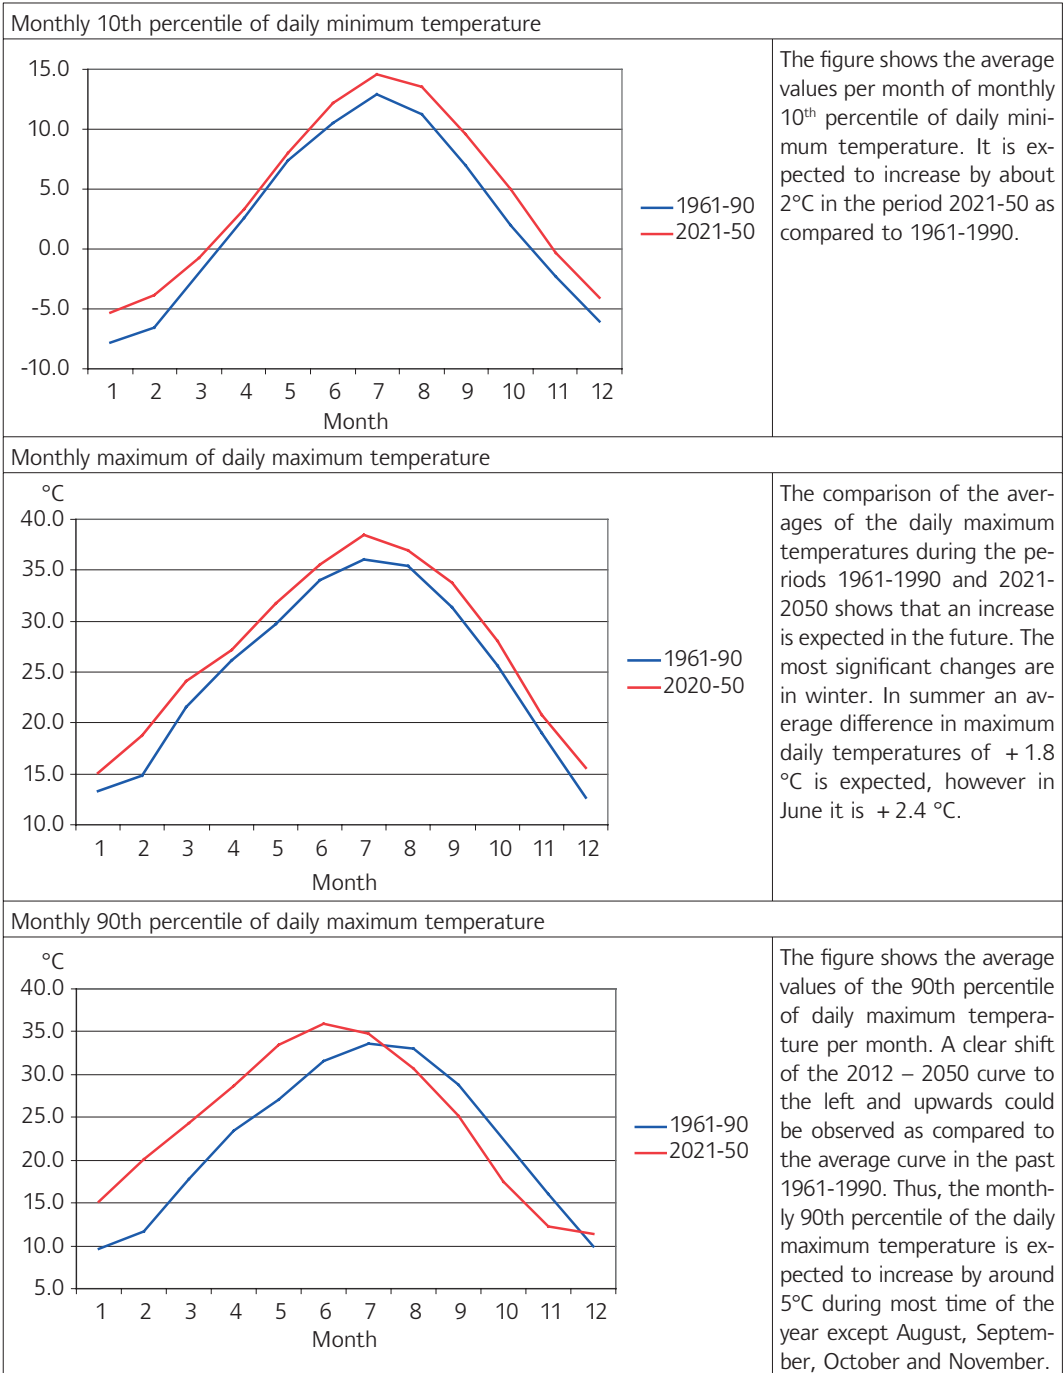 Monthly 10th percentile of daily minimum temperature
15.0
10.0
5.0
0.0
-5.0
-10.0
1 2 3 4 5 6 7 8 9 10 11 12
Month
1961-90
2021-50
The figure shows the average
values per month of monthly
10th percentile of daily mini-
mum temperature. It is ex-
pected to increase by about
2°C in the period 2021-50 as
compared to 1961-1990.
Monthly maximum of daily maximum temperature
°C
40.0
35.0
30.0
25.0
20.0
15.0
10.0
1 2 3 4 5 6 7 8 9 10 11 12
Month
1961-90
2020-50
The comparison of the aver-
ages of the daily maximum
temperatures during the pe-
riods 1961-1990 and 2021-
2050 shows that an increase
is expected in the future. The
most significant changes are
in winter. In summer an av-
erage difference in maximum
daily temperatures of + 1.8
°C is expected, however in
June it is + 2.4 °C.
Monthly 90th percentile of daily maximum temperature
°C
40.0
35.0
30.0
25.0
20.0
15.0
10.0
5.0
1 2 3 4 5 6 7 8 9 10 11 12
Month
1961-90
2021-50
The figure shows the average
values of the 90th percentile
of daily maximum tempera-
ture per month. A clear shift
of the 2012 – 2050 curve to
the left and upwards could
be observed as compared to
the average curve in the past
1961-1990. Thus, the month-
ly 90th percentile of the daily
maximum temperature is ex-
pected to increase by around
5°C during most time of the
year except August, Septem-
ber, October and November.